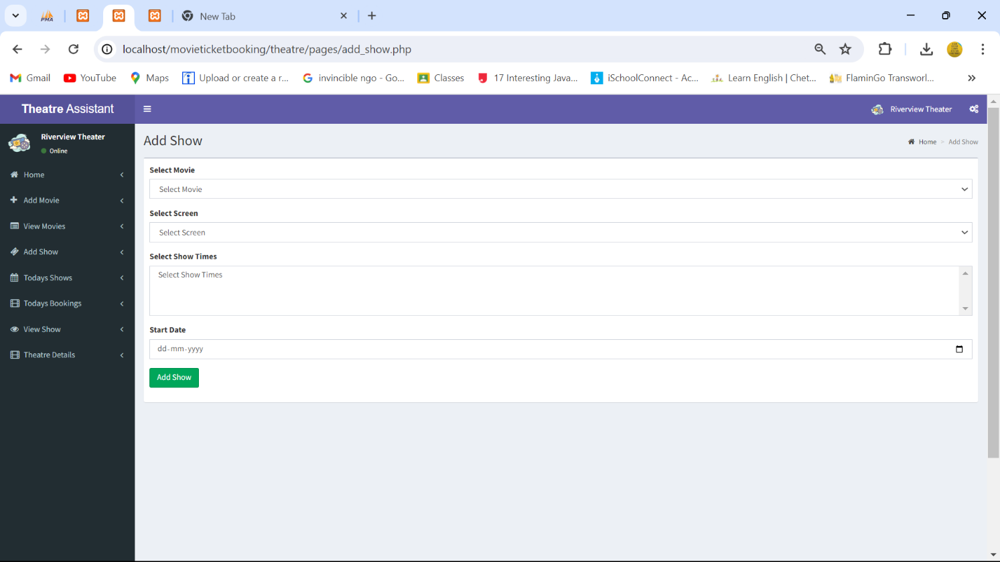 PMA
New Tab
localhost/movieticketbooking/theatre/pages/add_show.php
Gmail YouTube Maps Upload or create a r... invincible ngo - Go... Classes 17 Interesting Java... iSchoolConnect - Ac... Learn English | Chet... FlaminGo Transworl...
Theatre Assistant
Riverview Theater
Riverview Theater
Online
Add Show
Home > Add Show
Home
Add Movie
View Movies
Add Show
Todays Shows
Todays Bookings
View Show
Theatre Details
Select Movie
Select Movie
Select Screen
Select Screen
Select Show Times
Select Show Times
Start Date
dd-mm-yyyy
Add Show